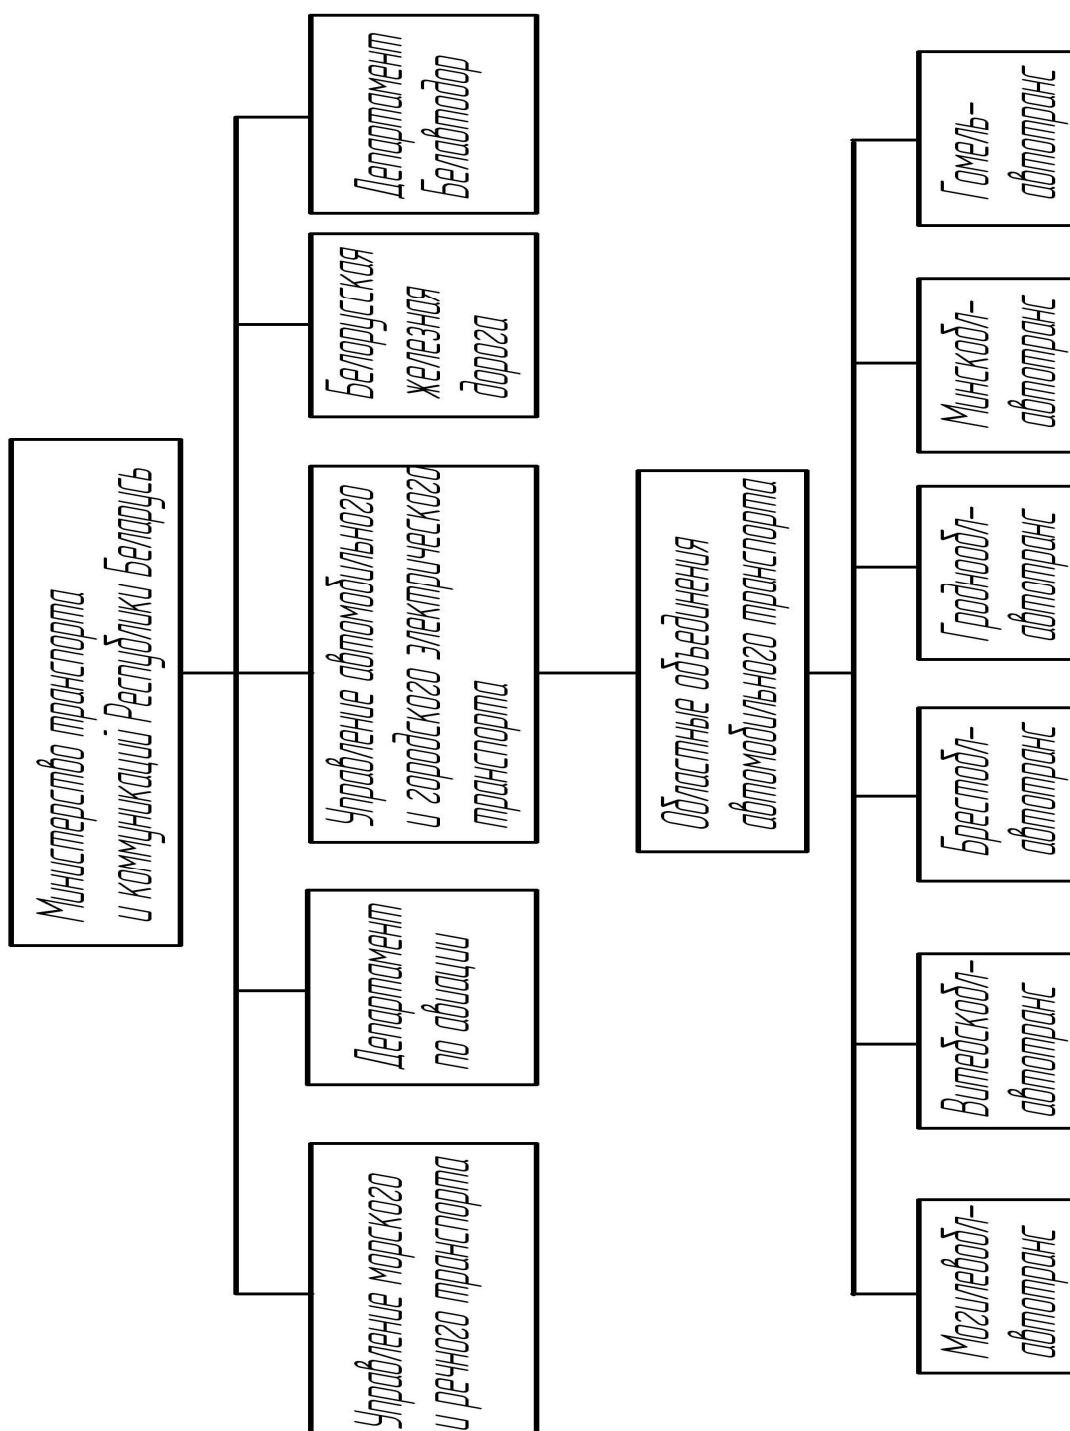 Министерство транспорта
и коммуникаций Республики Беларусь
Управление морского
и речного транспорта
Департамент
по авиации
Управление автомобильного
и городского электрического
транспорта
Белорусская
железная
дорога
Департамент
Белавтодор
Областные объединения
автомобильного транспорта
Могилевобл-
автотранс
Витебскобл-
автотранс
Брестобл-
автотранс
Гроднообл-
автотранс
Минскобл-
автотранс
Гомель-
автотранс